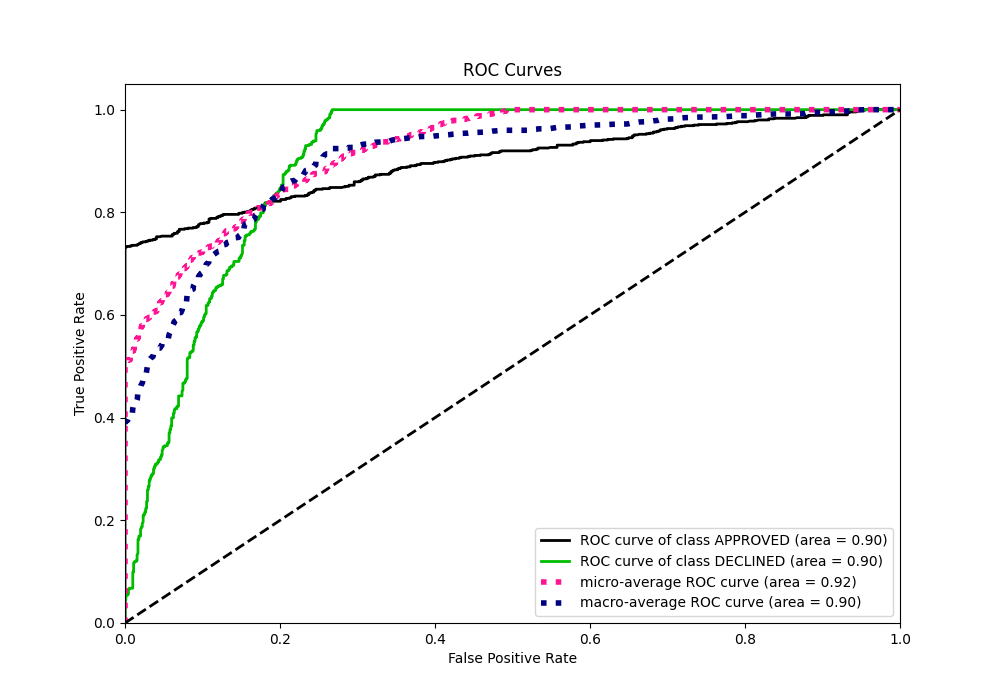 ROC Curves
1.0
0.8
0.6
0.4
0.2
0.0
True Positive Rate
0.0 0.2 0.4 0.6 0.8 1.0
False Positive Rate
ROC curve of class APPROVED (area = 0.90)
ROC curve of class DECLINED (area = 0.90)
micro-average ROC curve (area = 0.92)
macro-average ROC curve (area = 0.90)